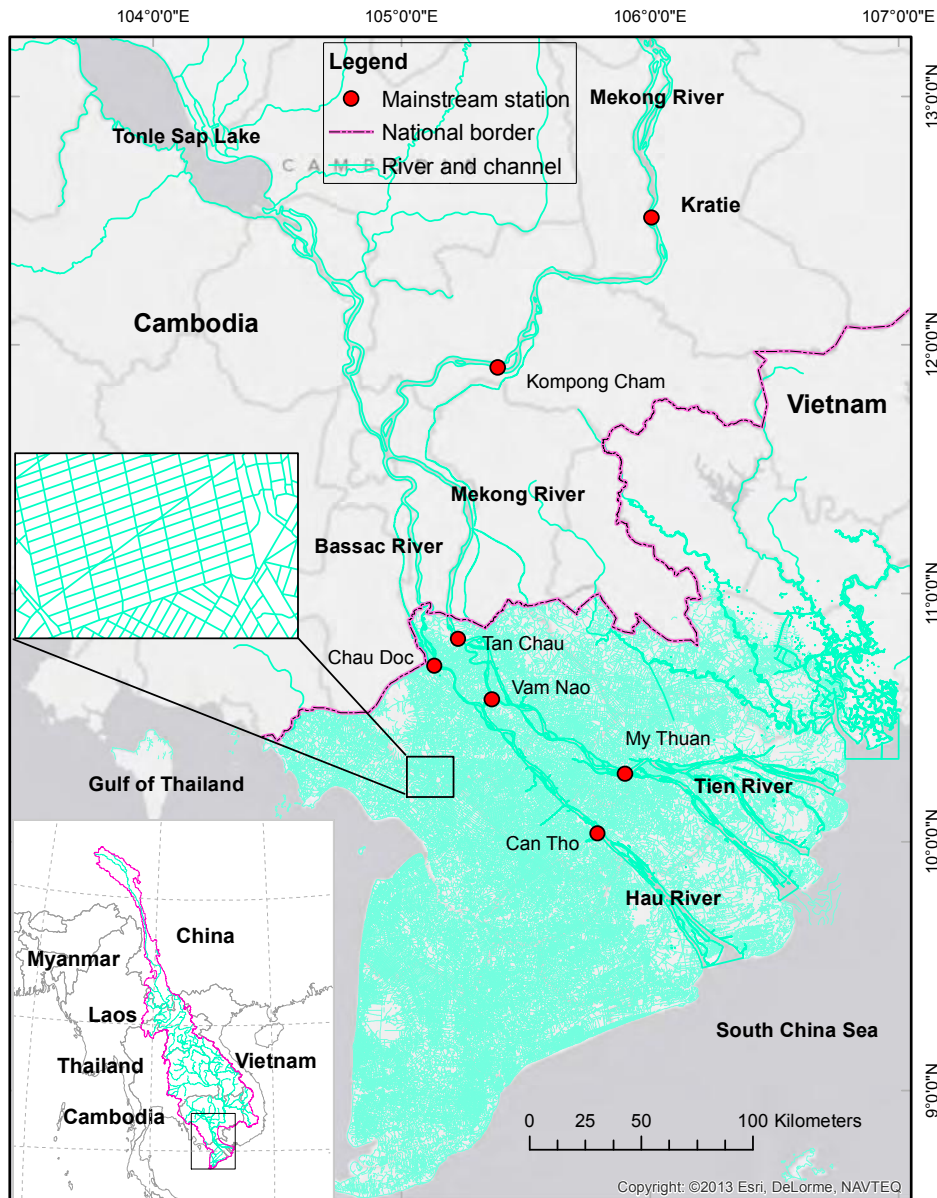 104°0'0"E
105°0'0"E
106°0'0"E
107°0'0"E
Legend
Mainstream station
National border
River and channel
CAMBODIA
Mekong River
13°0'0"N
Tonle Sap Lake
Kratie
Cambodia
12°0'0"N
Kompong Cham
Vietnam
Mekong River
Bassac River
11°0'0"N
Tan Chau
Chau Doc
Vam Nao
My Thuan
Gulf of Thailand
Tien River
10°0'0"N
Can Tho
Hau River
China
Myanmar
Laos
South China Sea
Thailand
Vietnam
Cambodia
9°0'0"N
0 25 50 100 Kilometers
Copyright: ©2013 Esri, DeLorme, NAVTEQ